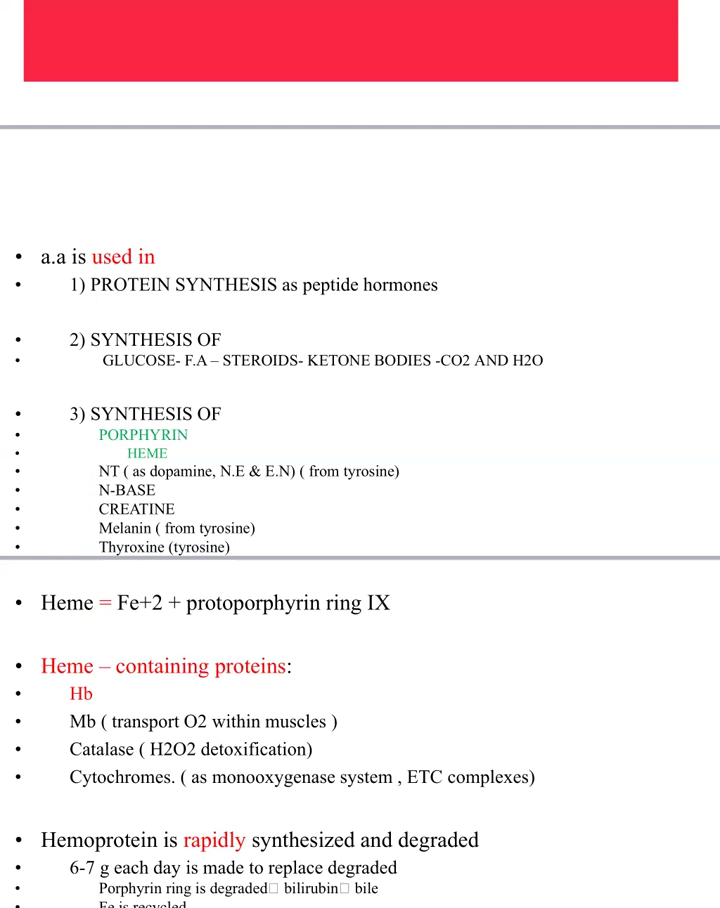 • a.a is used in
• 1) PROTEIN SYNTHESIS as peptide hormones
• 2) SYNTHESIS OF
• GLUCOSE- F.A – STEROIDS- KETONE BODIES -CO2 AND H2O
• 3) SYNTHESIS OF
• PORPHYRIN
• HEME
• NT ( as dopamine, N.E & E.N) ( from tyrosine)
• N-BASE
• CREATINE
• Melanin ( from tyrosine)
• Thyroxine (tyrosine)
• Heme = Fe+2 + protoporphyrin ring IX
• Heme – containing proteins:
• Hb
• Mb ( transport O2 within muscles )
• Catalase ( H2O2 detoxification)
• Cytochromes. ( as monooxygenase system , ETC complexes)
• Hemoprotein is rapidly synthesized and degraded
• 6-7 g each day is made to replace degraded
• Porphyrin ring is degraded□ bilirubin□ bile
• Fe is recycled